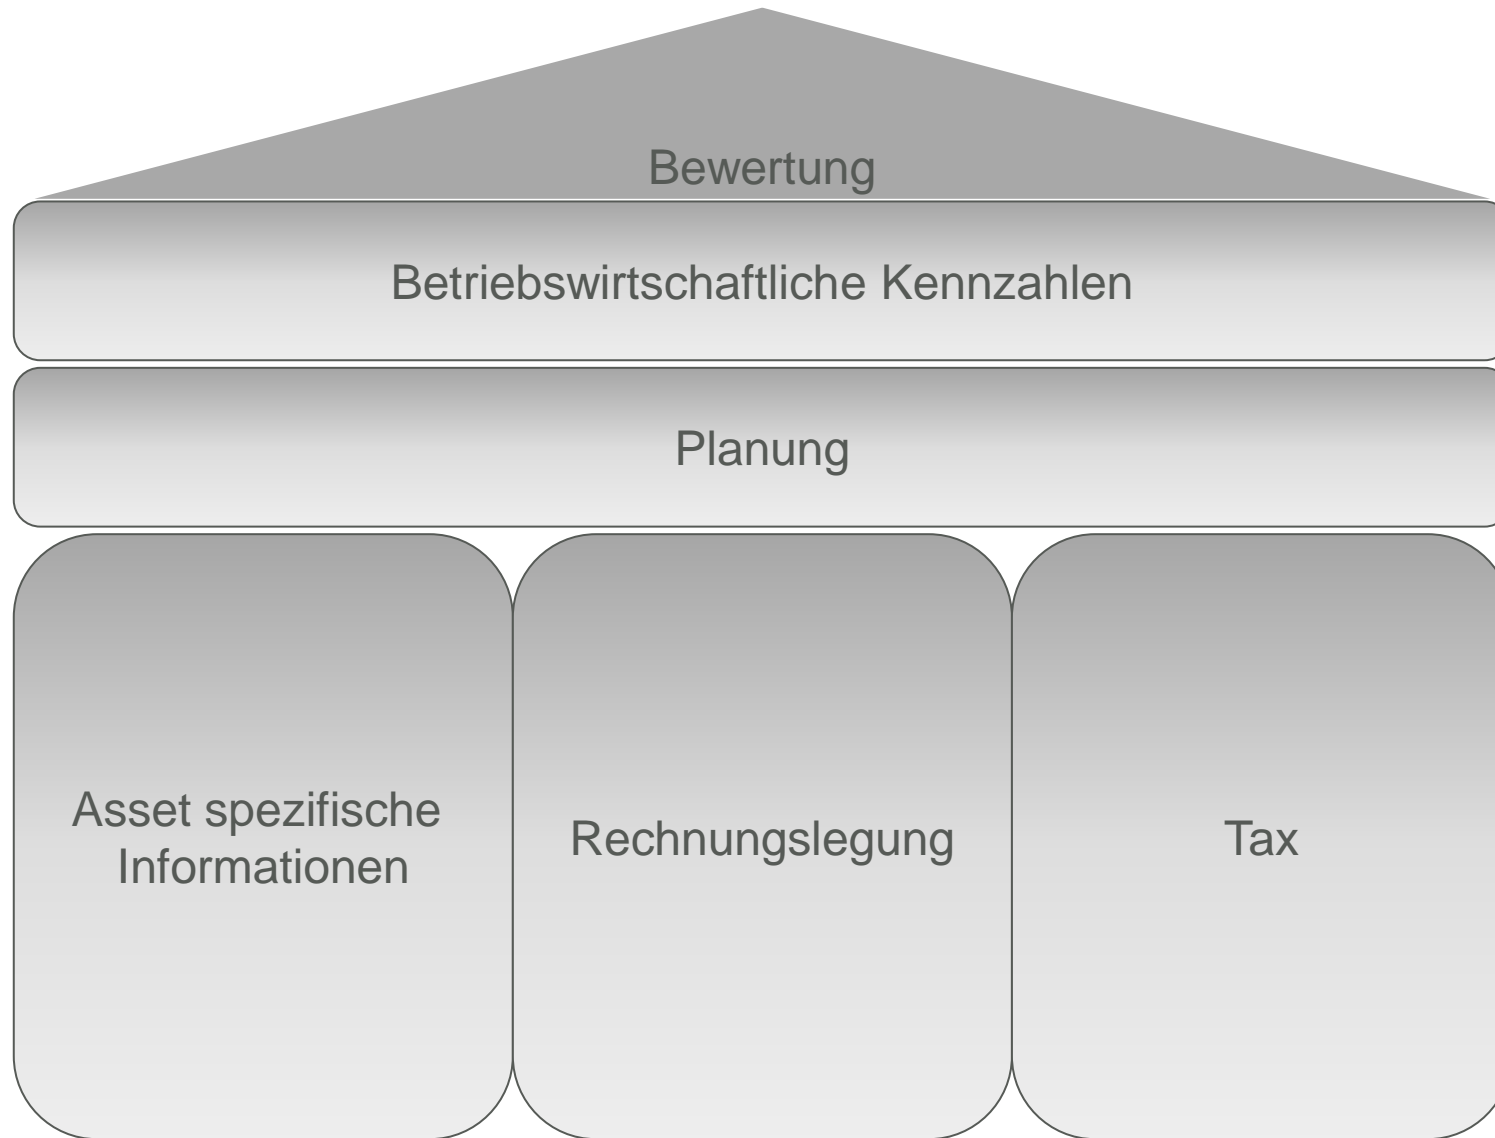 Bewertung
Betriebswirtschaftliche Kennzahlen
Planung
Asset spezifische
Informationen
Rechnungslegung
Tax